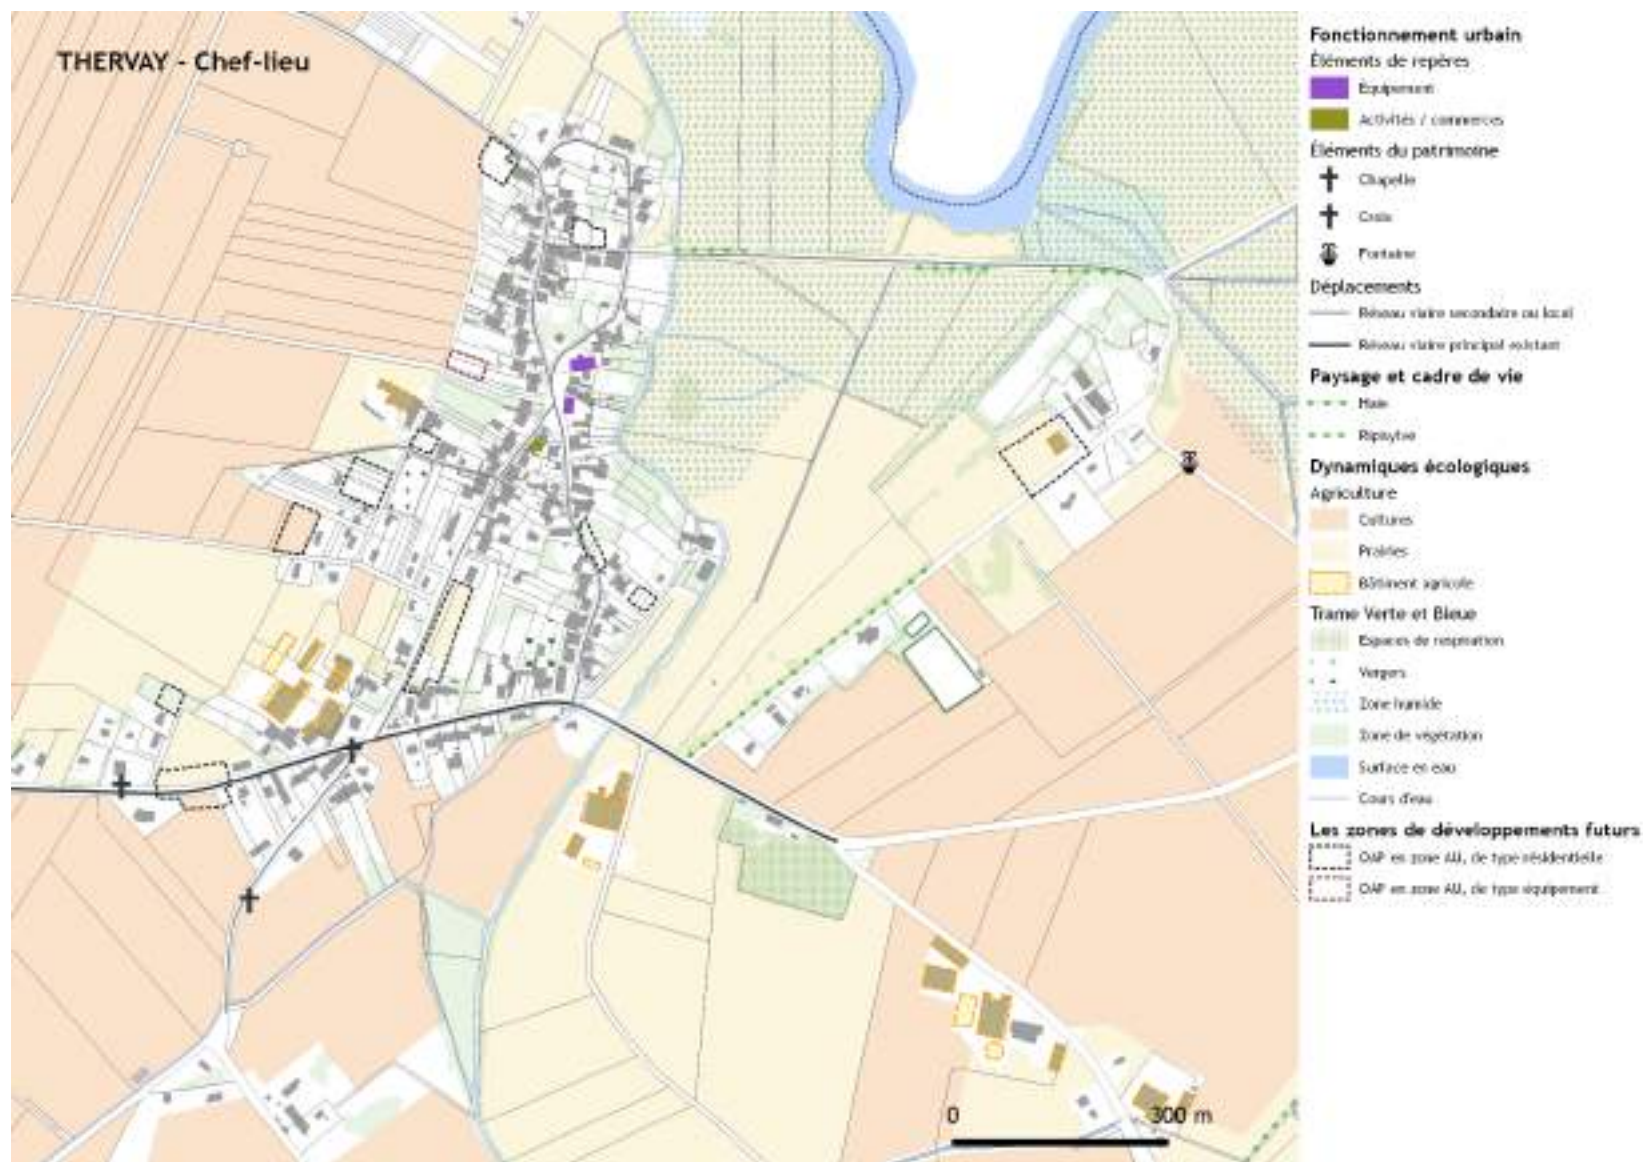 THERVAY - Chef-lieu
Fonctionnement urbain
Éléments de repères
Équipement
Activités / commerces
Éléments du patrimoine
Chapelle
Croix
Fontaine
Déplacements
Réseau viaire secondaire ou local
Réseau viaire principal existant
Paysage et cadre de vie
Haie
Ripisylve
Dynamiques écologiques
Agriculture
Cultures
Prairies
Bâtiment agricole
Trame Verte et Bleue
Espaces de respiration
Vergers
Zone humide
Zone de végétation
Surface en eau
Cours d'eau
Les zones de développements futurs
OAP en zone AU, de type résidentielle
OAP en zone AU, de type équipement
0 300 m